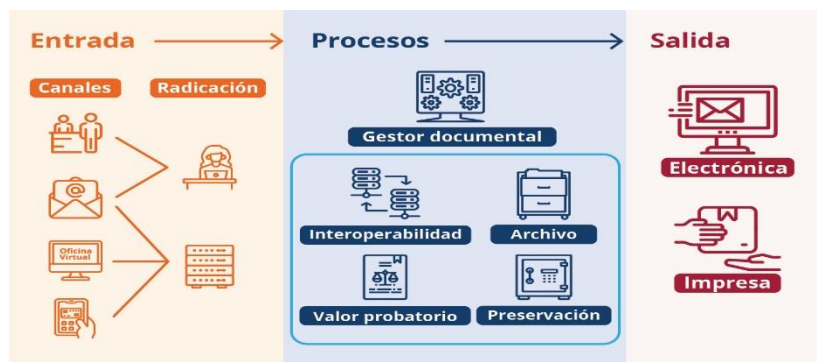 Entrada
Procesos
Salida
Canales
Radicación
Oficina
Virtual
Gestor documental
Interoperabilidad
Archivo
Valor probatorio
Preservación
Electrónica
Impresa